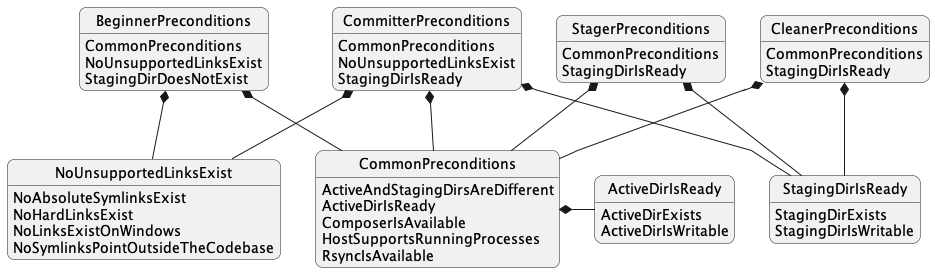 BeginnerPreconditions
CommonPreconditions
NoUnsupportedLinksExist
StagingDirDoesNotExist
CommitterPreconditions
CommonPreconditions
NoUnsupportedLinksExist
StagingDirIsReady
StagerPreconditions
CommonPreconditions
StagingDirIsReady
CleanerPreconditions
CommonPreconditions
StagingDirIsReady
NoUnsupportedLinksExist
NoAbsoluteSymlinksExist
NoHardLinksExist
NoLinksExistOnWindows
NoSymlinksPointOutsideTheCodebase
CommonPreconditions
ActiveAndStagingDirsAreDifferent
ActiveDirIsReady
ComposerIsAvailable
HostSupportsRunningProcesses
RsyncIsAvailable
ActiveDirIsReady
ActiveDirExists
ActiveDirIsWritable
StagingDirIsReady
StagingDirExists
StagingDirIsWritable